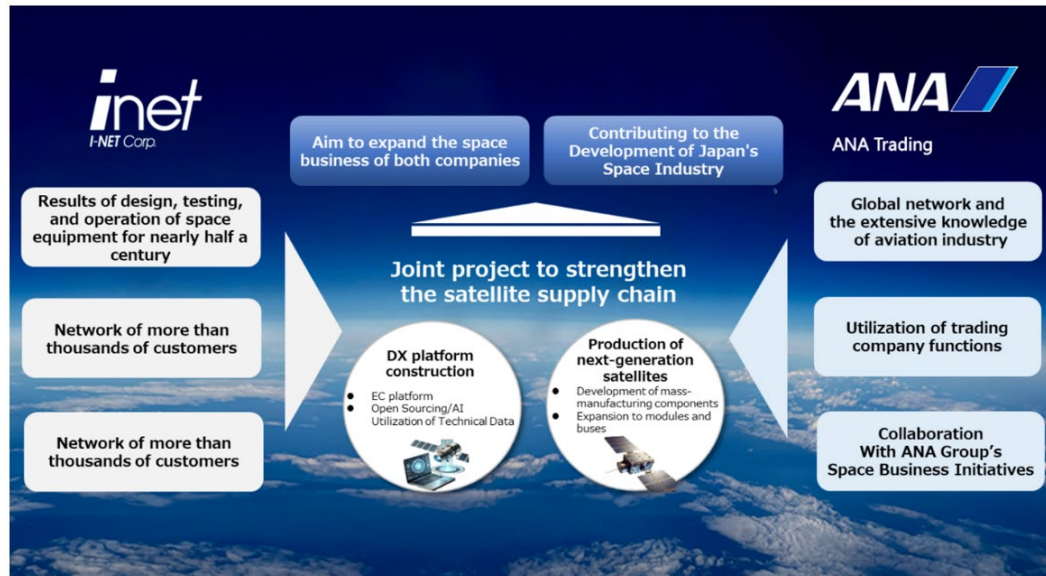 inet
I-NET Corp.
Results of design, testing,
and operation of space
equipment for nearly half a
century
Network of more than
thousands of customers
Network of more than
thousands of customers
Aim to expand the space
business of both companies
Contributing to the
Development of Japan's
Space Industry
Joint project to strengthen
the satellite supply chain
DX platform
construction
● EC platform
● Open Sourcing/AI
Utilization of Technical Data
Production of
next-generation
satellites
● Development of mass-
manufacturing components
● Expansion to modules and
buses
ANA
ANA Trading
Global network and
the extensive knowledge
of aviation industry
Utilization of trading
company functions
Collaboration
With ANA Group's
Space Business Initiatives